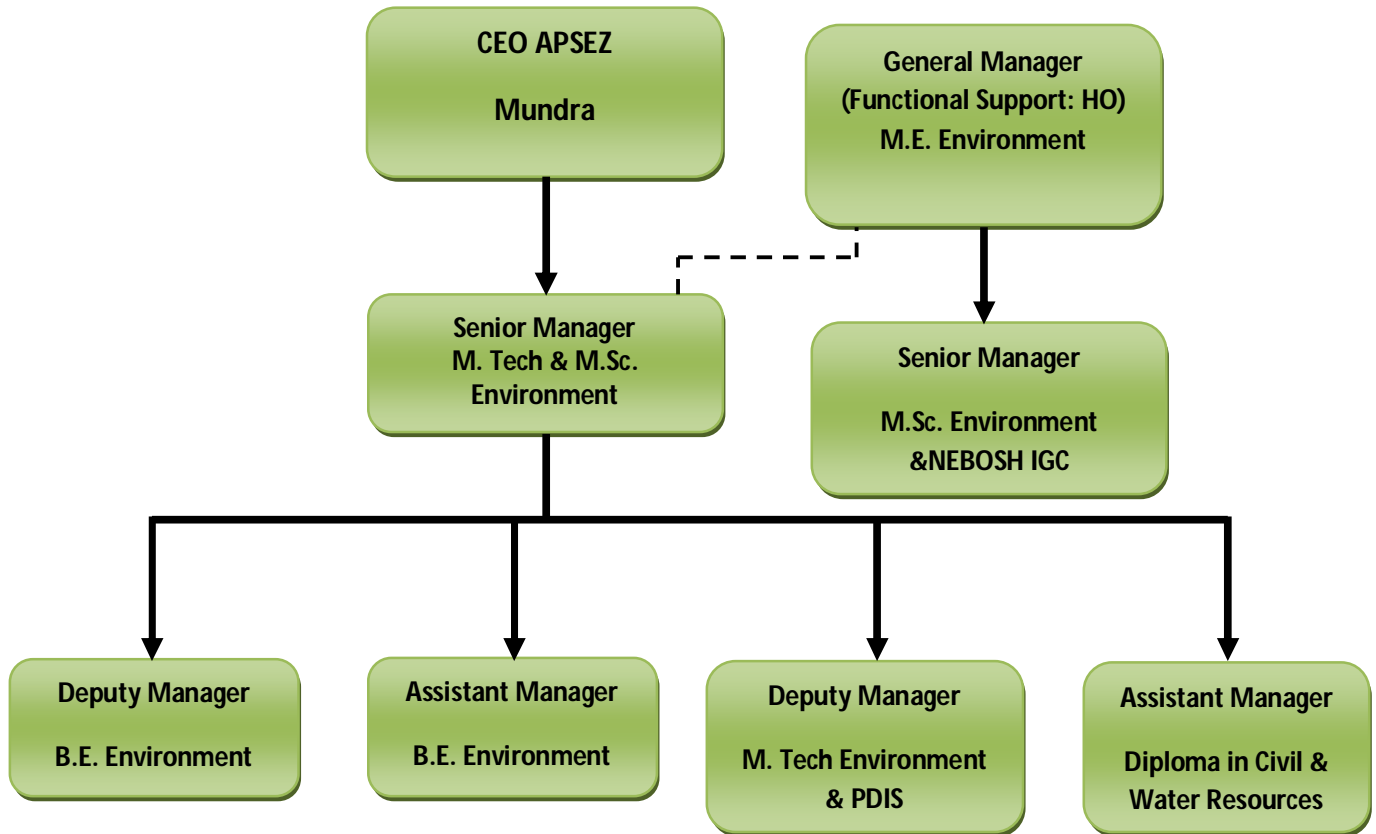 CEO APSEZ
Mundra
General Manager
(Functional Support: HO)
M.E. Environment
Senior Manager
M. Tech & M.Sc.
Environment
Senior Manager
M.Sc. Environment
&NEBOSH IGC
Deputy Manager
B.E. Environment
Assistant Manager
B.E. Environment
Deputy Manager
M. Tech Environment
& PDIS
Assistant Manager
Diploma in Civil &
Water Resources